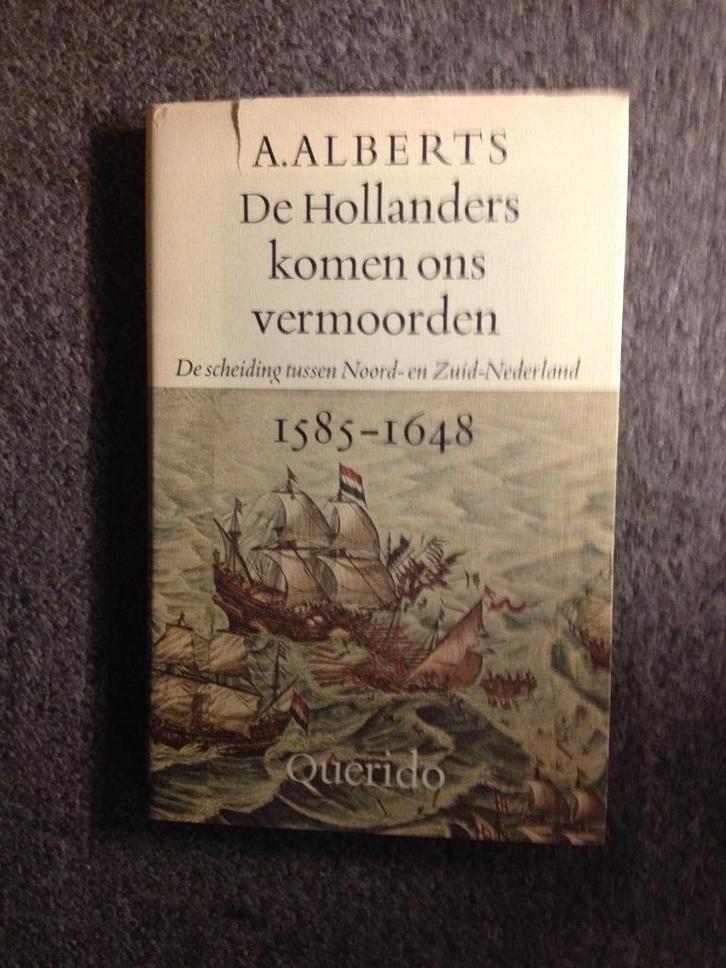 A. ALBERTS
De Hollanders
komen ons
vermoorden
De scheiding tussen Noord- en Zuid-Nederland
1585-1648
Querido